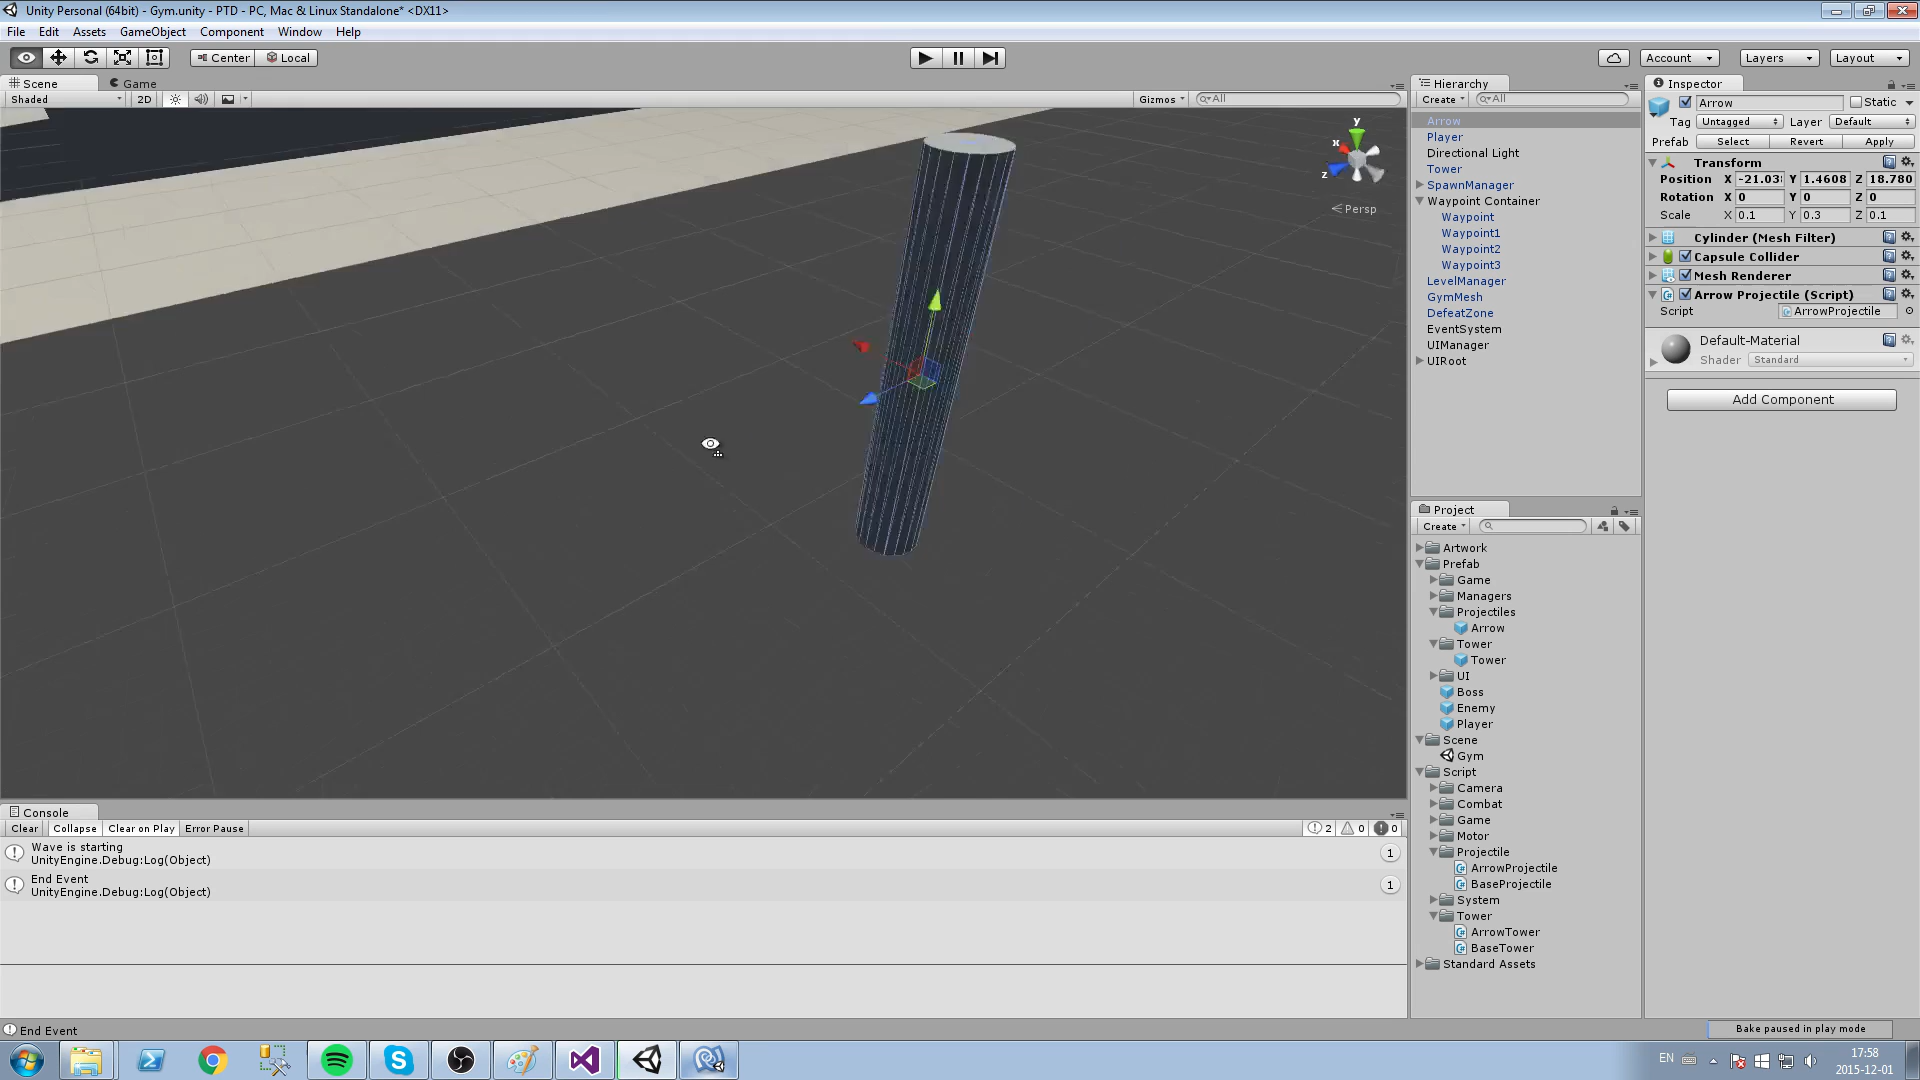 Unity Personal (64bit) - Gym.unity - PTD - PC, Mac & Linux Standalone* <DX11>
File Edit Assets GameObject Component Window Help
Center Local Account Layers Layout
Scene Game
Shaded 2D Gizmos All
y
x
z
Persp
Hierarchy
Create All
Arrow
Player
Directional Light
Tower
SpawnManager
Waypoint Container
Waypoint
Waypoint1
Waypoint2
Waypoint3
LevelManager
GymMesh
DefeatZone
EventSystem
UIManager
UIRoot
Project
Create
Artwork
Prefab
Game
Managers
Projectiles
Arrow
Tower
Tower
UI
Boss
Enemy
Player
Scene
Gym
Script
Camera
Combat
Game
Motor
Projectile
ArrowProjectile
BaseProjectile
System
Tower
ArrowTower
BaseTower
Standard Assets
Inspector
Arrow Static
Tag Untagged Layer Default
Prefab Select Revert Apply
Transform
Position X -21.03 Y 1.4608 Z 18.780
Rotation X 0 Y 0 Z 0
Scale X 0.1 Y 0.3 Z 0.1
Cylinder (Mesh Filter)
Capsule Collider
Mesh Renderer
Arrow Projectile (Script)
Script ArrowProjectile
Default-Material
Shader Standard
Add Component
Console
Clear Collapse Clear on Play Error Pause 2 0 0
Wave is starting
UnityEngine.Debug:Log(Object)
1
End Event
UnityEngine.Debug:Log(Object)
1
End Event
Bake paused in play mode
EN
17:58
2015-12-01